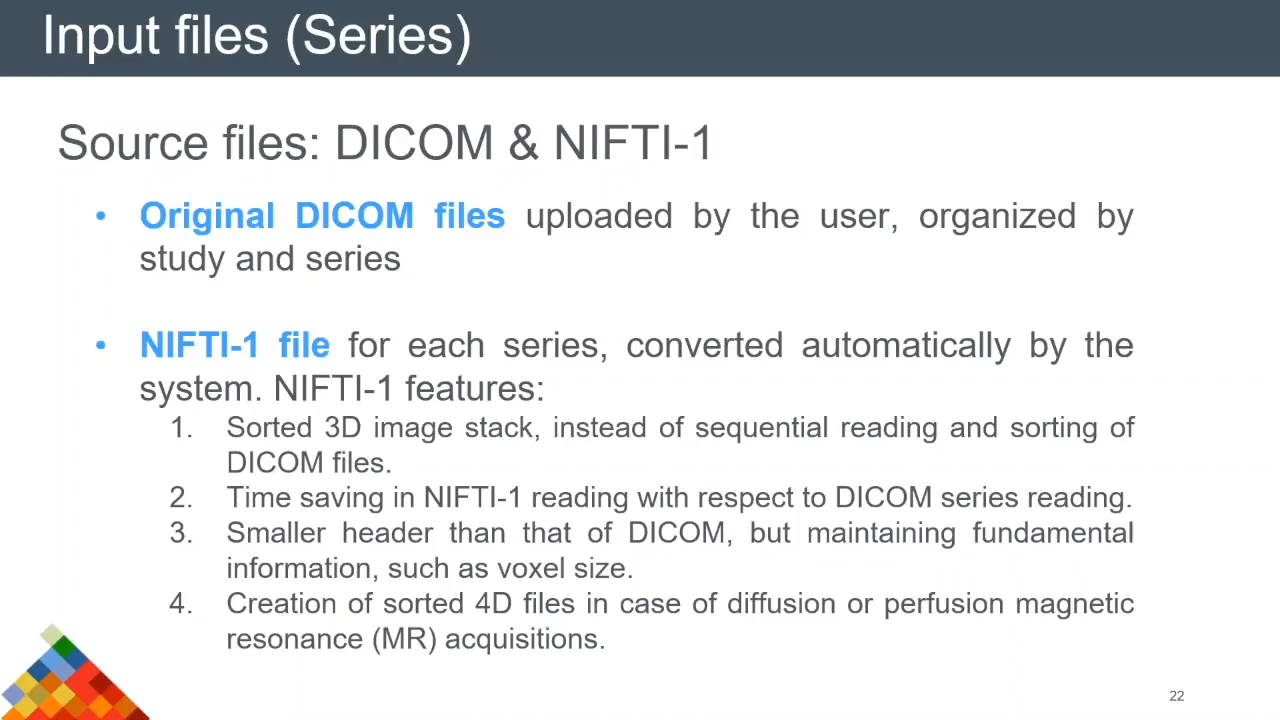 Input files (Series)
Source files: DICOM & NIFTI-1
• Original DICOM files uploaded by the user, organized by
study and series
• NIFTI-1 file for each series, converted automatically by the
system. NIFTI-1 features:
1. Sorted 3D image stack, instead of sequential reading and sorting of
DICOM files.
2. Time saving in NIFTI-1 reading with respect to DICOM series reading.
3. Smaller header than that of DICOM, but maintaining fundamental
information, such as voxel size.
4. Creation of sorted 4D files in case of diffusion or perfusion magnetic
resonance (MR) acquisitions.
22